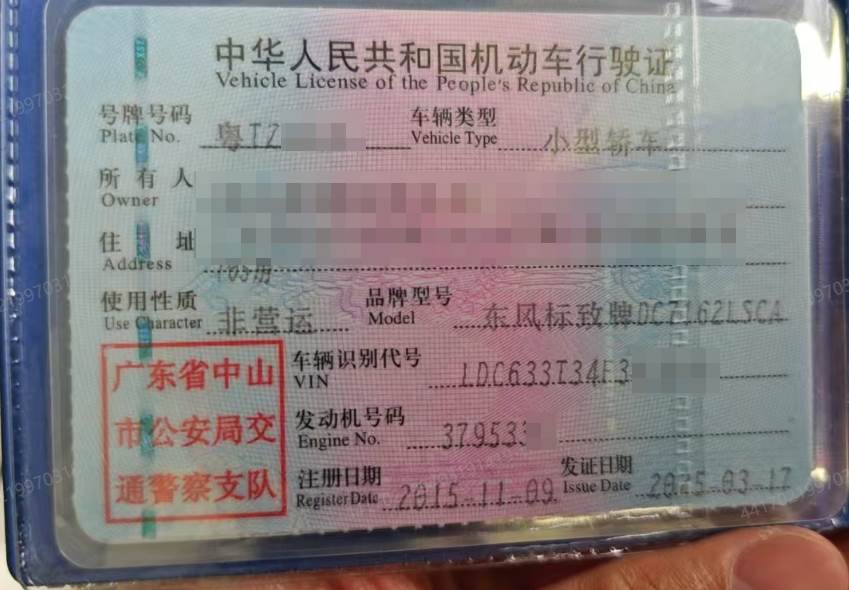 中华人民共和国机动车行驶证
Vehicle License of the People's Republic of China
号牌号码 粤TZ 车辆类型 小型轿车
Plate No. Vehicle Type
所有人
Owner
住址
Address
使用性质 非营运 品牌型号 东风标致牌DC7162LSCA
Use Character Model
广东省中山
市公安局交
通警察支队
车辆识别代号 LDC633T34F3
VIN
发动机号码 379533
Engine No.
注册日期 2015-11-09 发证日期 2025-03-17
Register Date Issue Date